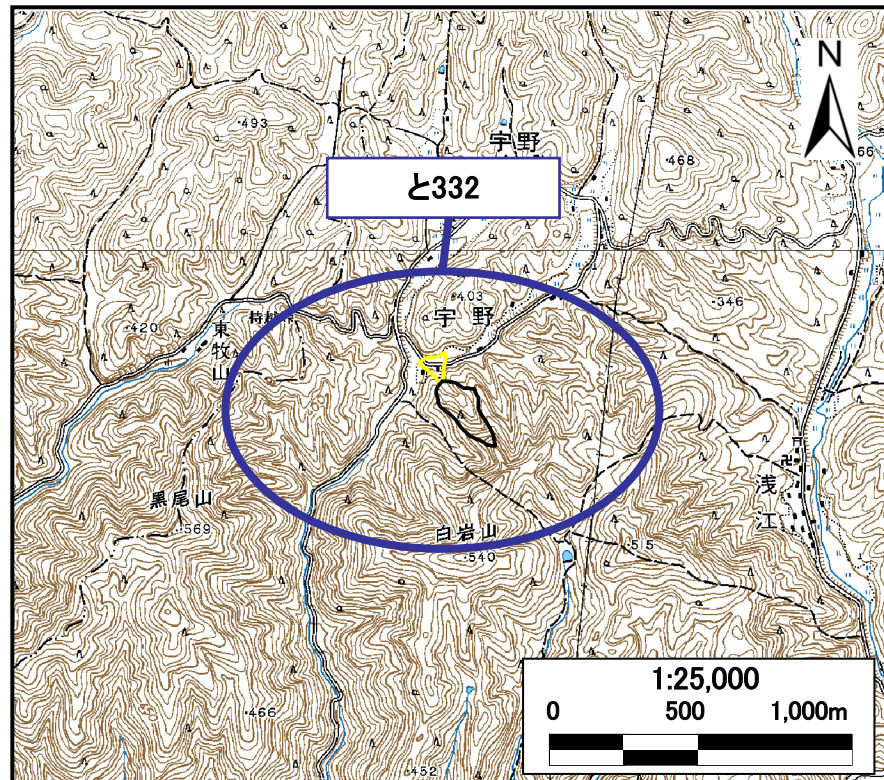 N
・493
宇野
66
・468
と332
・403
宇野
・346
・420
東牧山
浅江
黒尾山
・569
白岩山
・540
・515
1:25,000
0 500 1,000m
・466
・452